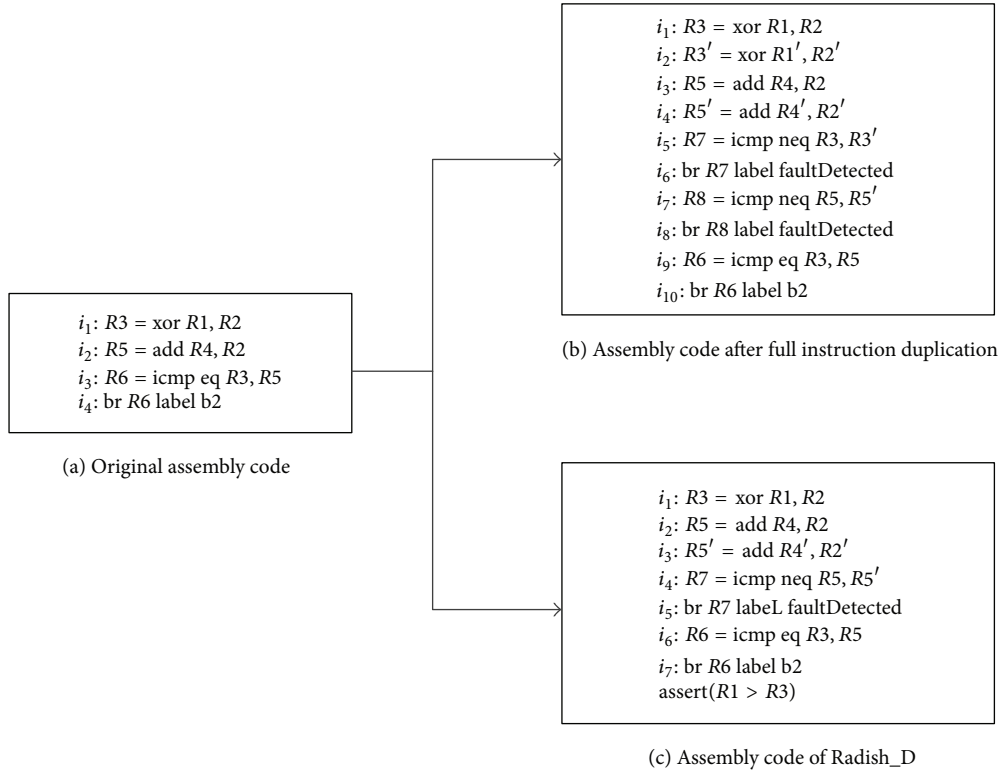 i₁: R3 = xor R1, R2
i₂: R5 = add R4, R2
i₃: R6 = icmp eq R3, R5
i₄: br R6 label b2
(a) Original assembly code
i₁: R3 = xor R1, R2
i₂: R3′ = xor R1′, R2′
i₃: R5 = add R4, R2
i₄: R5′ = add R4′, R2′
i₅: R7 = icmp neq R3, R3′
i₆: br R7 label faultDetected
i₇: R8 = icmp neq R5, R5′
i₈: br R8 label faultDetected
i₉: R6 = icmp eq R3, R5
i₁₀: br R6 label b2
(b) Assembly code after full instruction duplication
i₁: R3 = xor R1, R2
i₂: R5 = add R4, R2
i₃: R5′ = add R4′, R2′
i₄: R7 = icmp neq R5, R5′
i₅: br R7 labeL faultDetected
i₆: R6 = icmp eq R3, R5
i₇: br R6 label b2
assert(R1 > R3)
(c) Assembly code of Radish_D